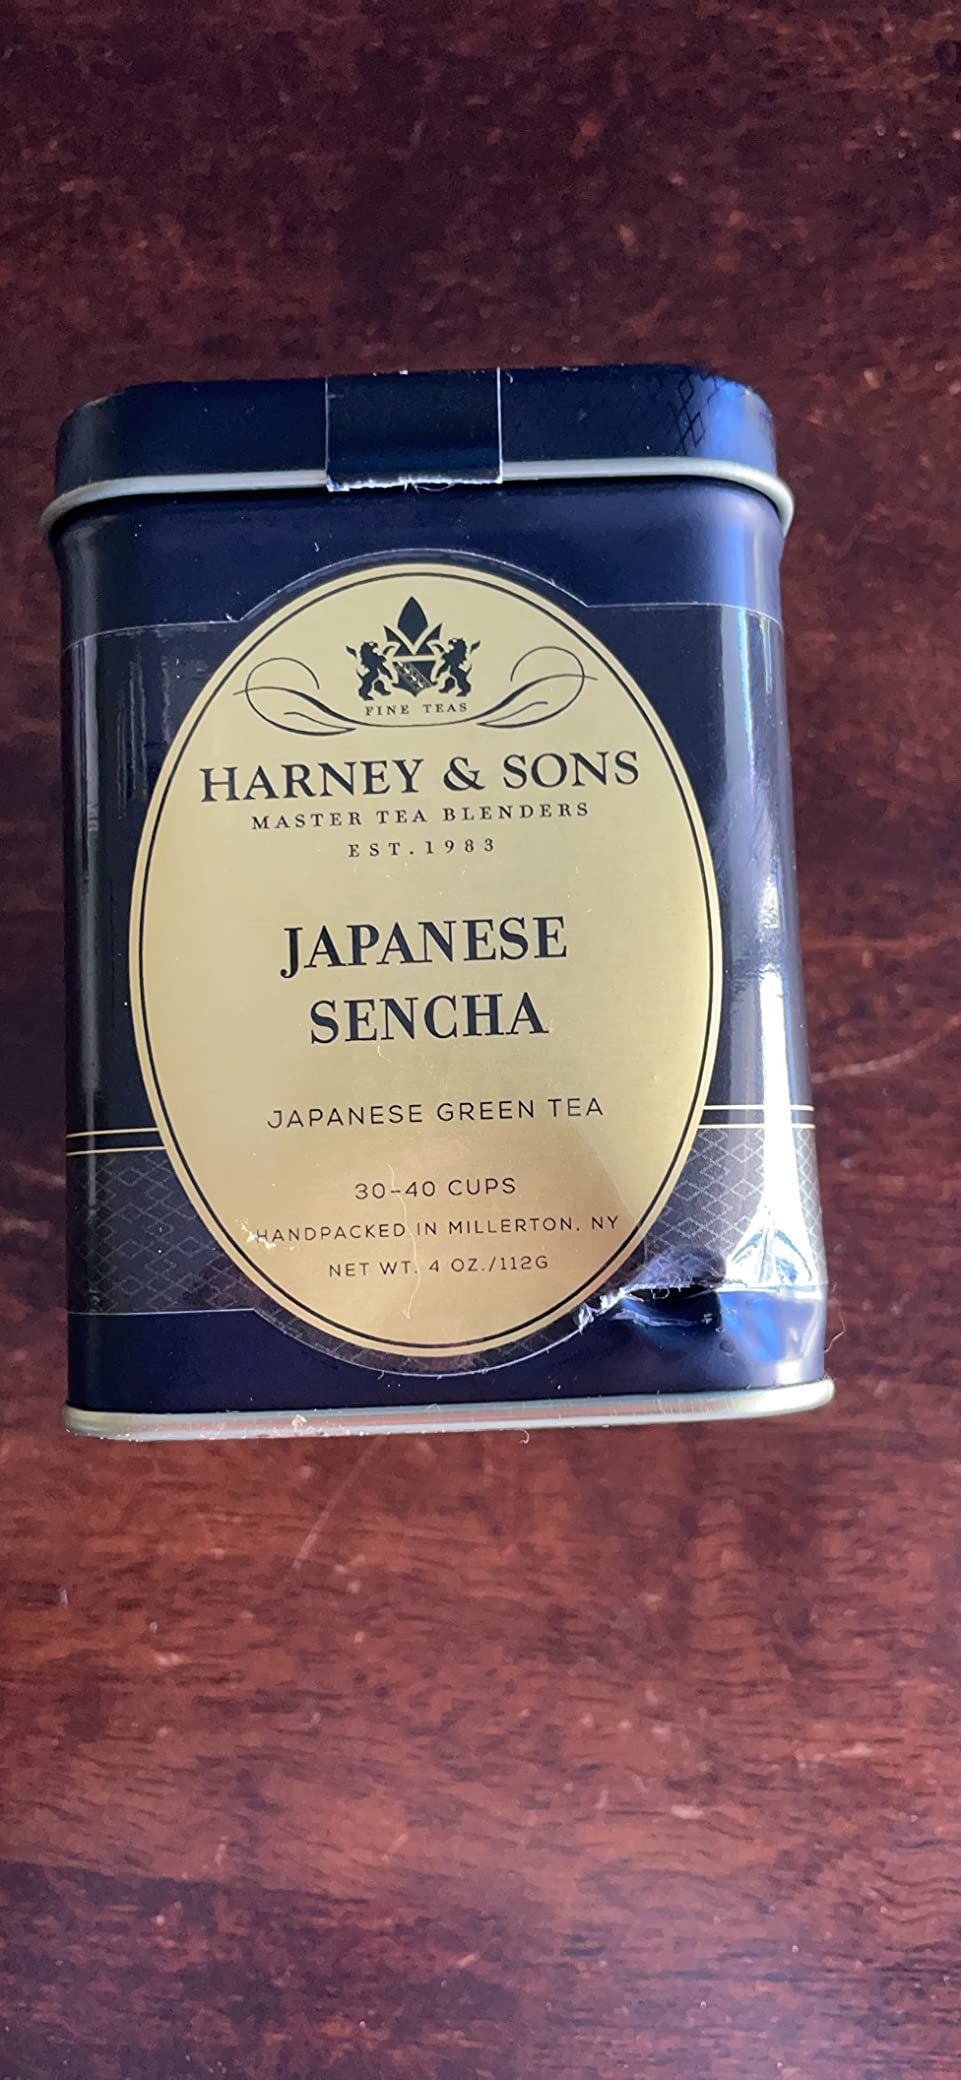 FINE TEAS
HARNEY & SONS
MASTER TEA BLENDERS
EST. 1983
JAPANESE
SENCHA
JAPANESE GREEN TEA
30-40 CUPS
HANDPACKED IN MILLERTON, NY
NET WT. 4 OZ./112G